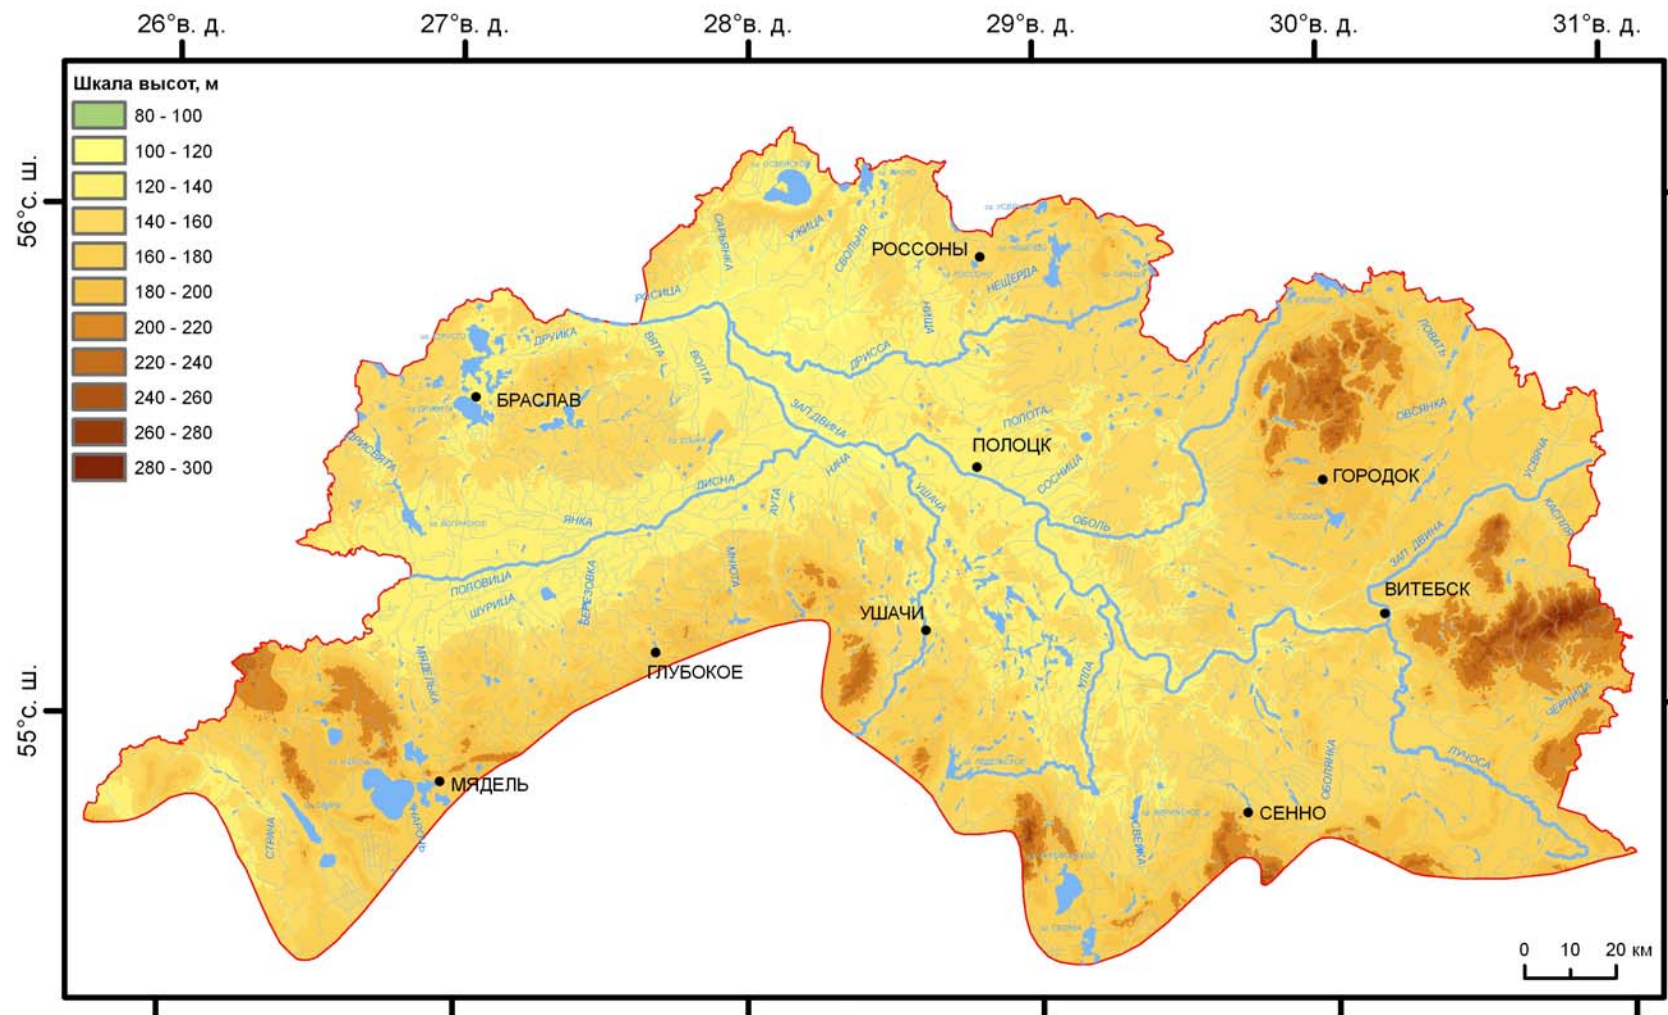 26°в. д.
27°в. д.
28°в. д.
29°в. д.
30°в. д.
31°в. д.
Шкала высот, м
80 - 100
100 - 120
120 - 140
140 - 160
160 - 180
180 - 200
200 - 220
220 - 240
240 - 260
260 - 280
280 - 300
56°с. ш.
55°с. ш.
САРЬЯНКА
УЖИЦА
СВОЛЬНЯ
РОССОНЫ
НЕЩЕРДА
РОСИЦА
НИЩА
ДРУЙКА
ВЯТА
ВОЛТА
ДРИССА
ЛОВАТЬ
БРАСЛАВ
ЗАП.ДВИНА
ПОЛОТА
ОВСЯНКА
ДРИСВЯТА
ПОЛОЦК
НАЧА
СОСНИЦА
ГОРОДОК
УСВЯЧА
ДИСНА
УШАЧА
АУТА
ЯНКА
ОБОЛЬ
КАСПЛЯ
ЗАП. ДВИНА
МНЮТА
ПОЛОВИЦА
БЕРЕЗОВКА
ШУРИЦА
ВИТЕБСК
УШАЧИ
ГЛУБОКОЕ
МЯДЕЛЬКА
УЛЛА
ЧЕРНИЦА
ЛУЧОСА
ОБОЛЯНКА
МЯДЕЛЬ
СЕННО
СТРАЧА
СВЕЙКА
0 10 20 км